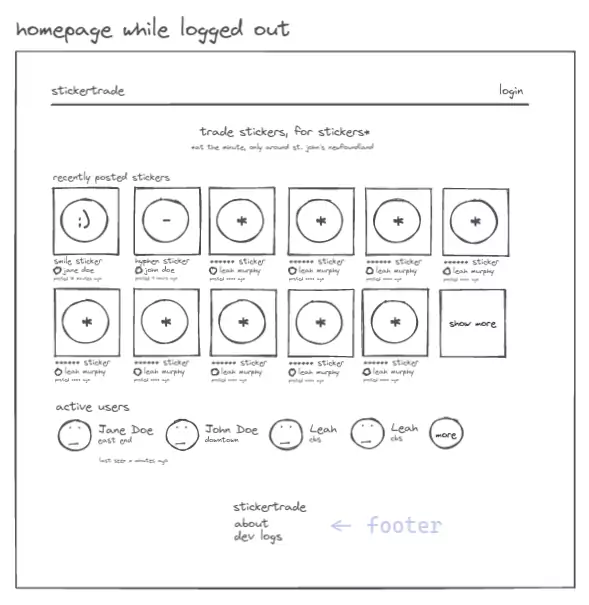 homepage while logged out
stickertrade login
trade stickers, for stickers*
*at the minute, only around st. john's newfoundland
recently posted stickers
:) - * * * *
smile sticker hyphen sticker ****** sticker ****** sticker ****** sticker ****** sticker
jane doe john doe leah murphy leah murphy leah murphy leah murphy
posted minutes ago posted hours ago posted ago posted ago posted ago posted ago
* * * * * show more
****** sticker ****** sticker ****** sticker ****** sticker ****** sticker
leah murphy leah murphy leah murphy leah murphy leah murphy
posted ago posted ago posted ago posted ago posted ago
active users
Jane Doe John Doe Leah Leah more
east end downtown cbs cbs
last seen minutes ago
stickertrade
about
dev logs
← footer